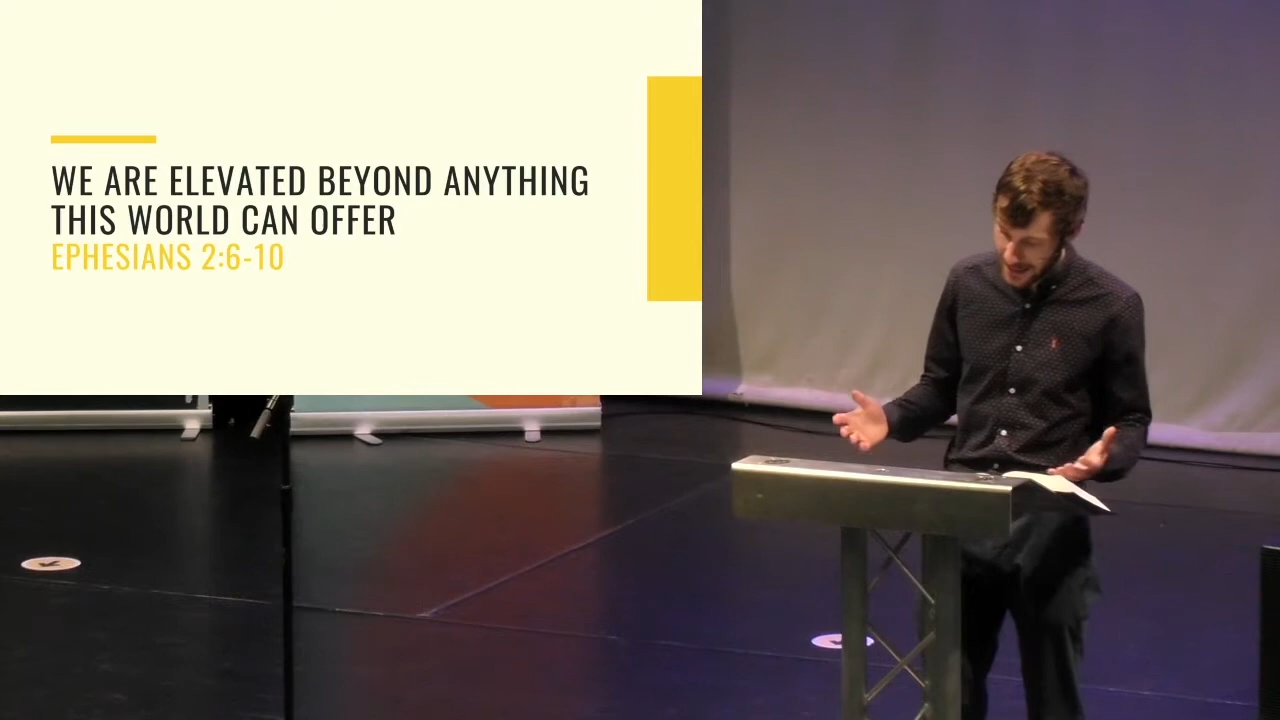 WE ARE ELEVATED BEYOND ANYTHING
THIS WORLD CAN OFFER
EPHESIANS 2:6-10